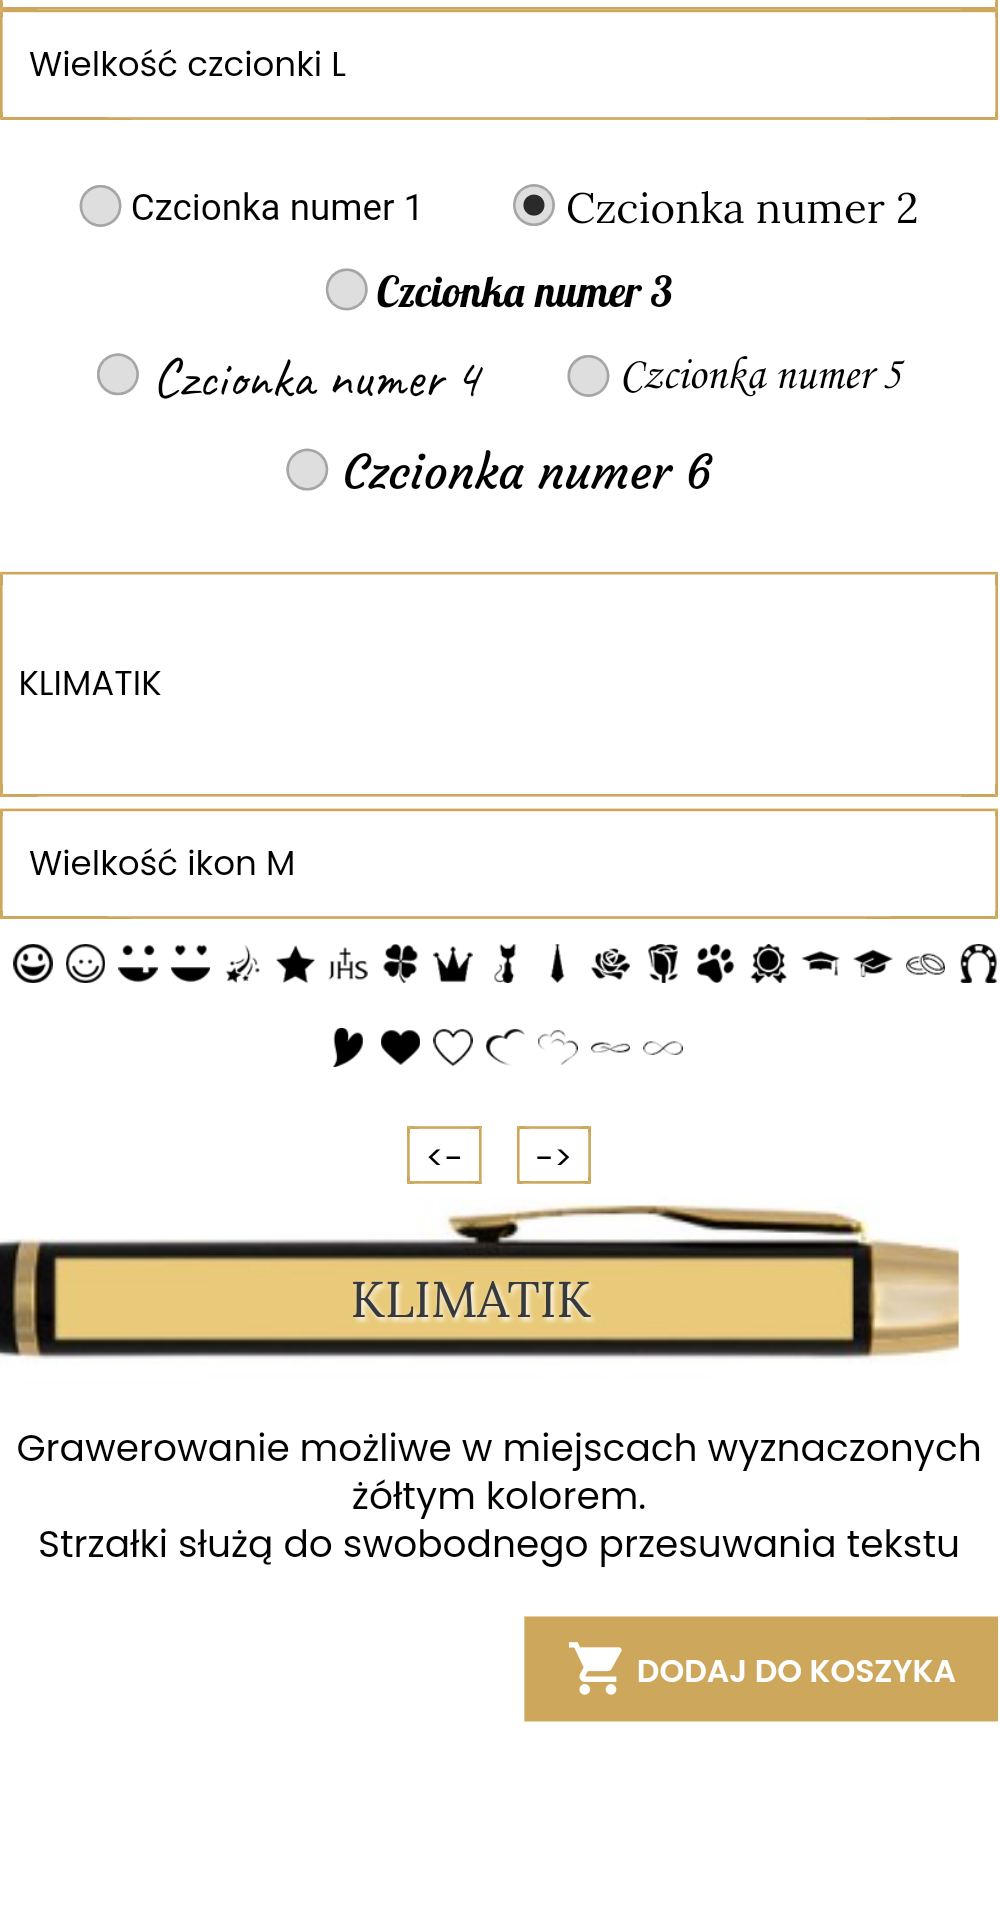 Wielkość czcionki L
Czcionka numer 1 Czcionka numer 2
Czcionka numer 3
Czcionka numer 4 Czcionka numer 5
Czcionka numer 6
KLIMATIK
Wielkość ikon M
JHS
<- ->
KLIMATIK
Grawerowanie możliwe w miejscach wyznaczonych
żółtym kolorem.
Strzałki służą do swobodnego przesuwania tekstu
DODAJ DO KOSZYKA